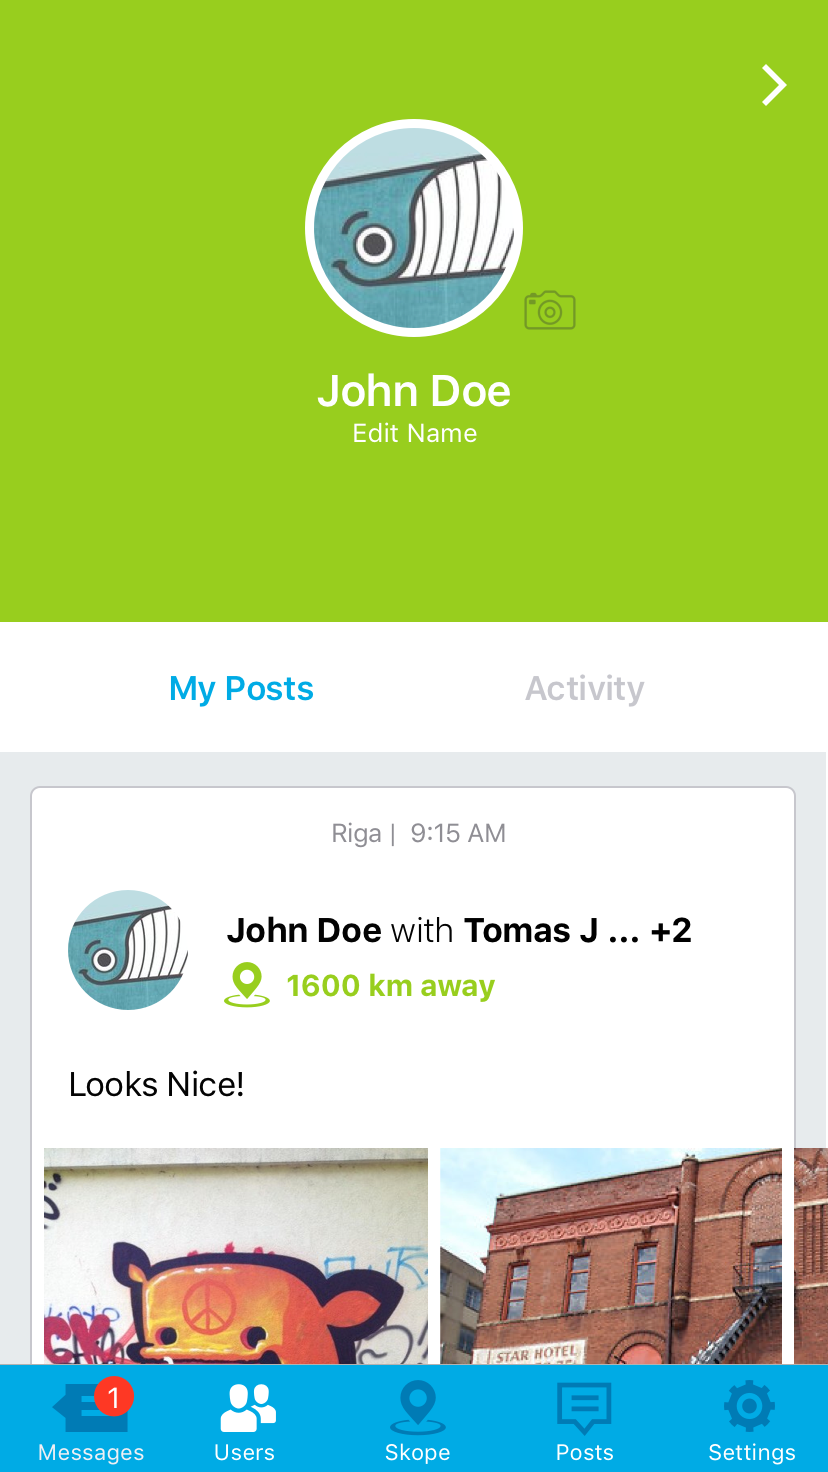 John Doe
Edit Name
My Posts
Activity
Riga | 9:15 AM
John Doe with Tomas J ... +2
1600 km away
Looks Nice!
STAR HOTEL
1
Messages
Users
Skope
Posts
Settings